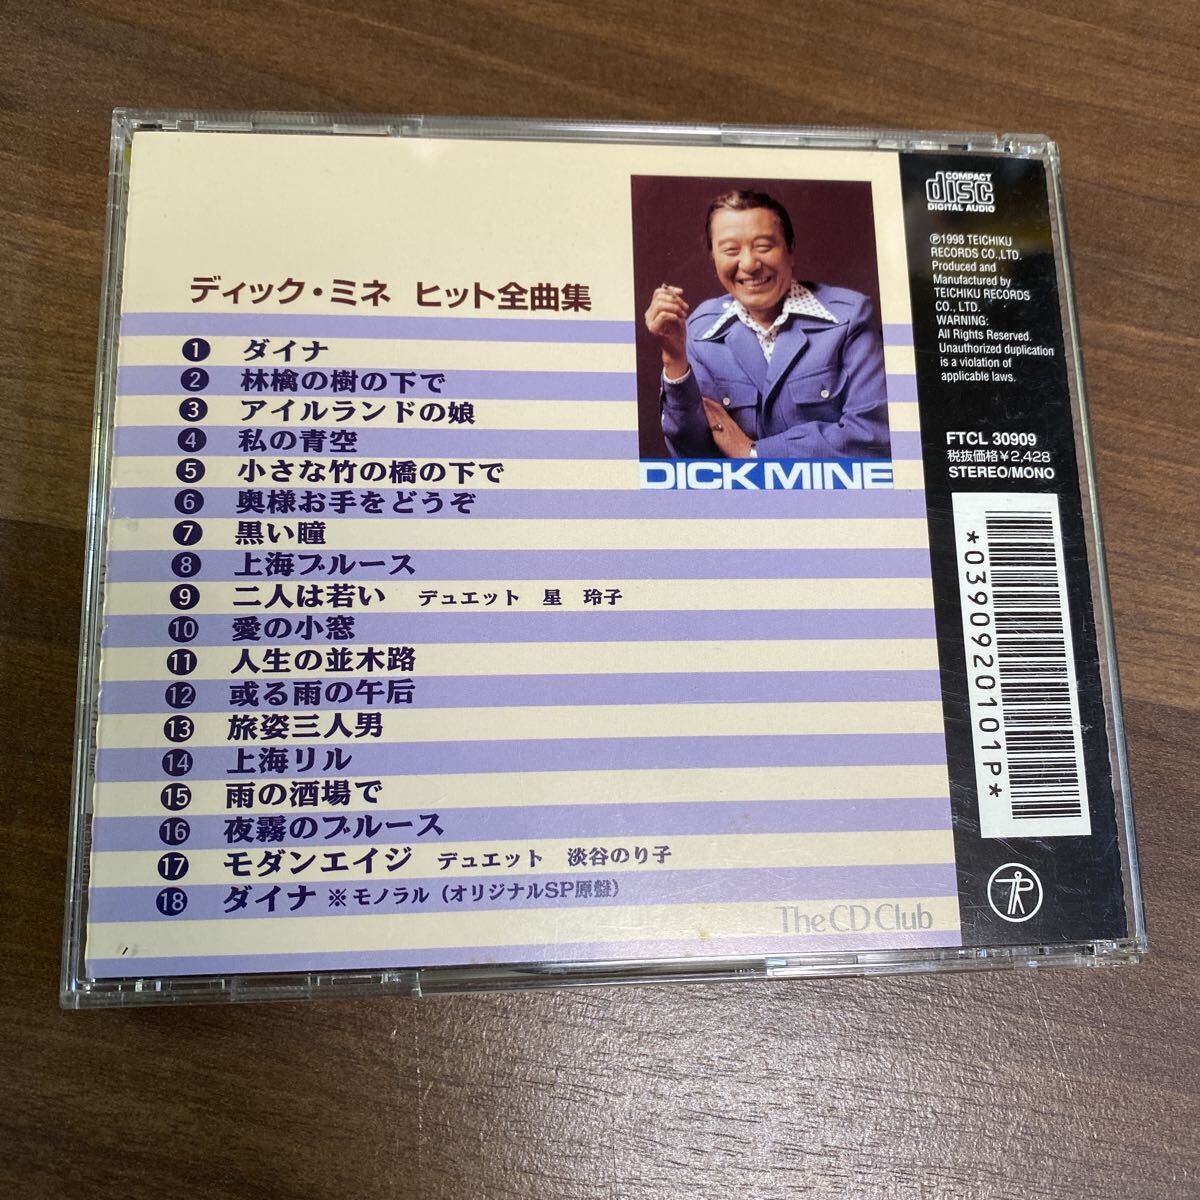 ディック・ミネ ヒット全曲集
1 ダイナ
2 林檎の樹の下で
3 アイルランドの娘
4 私の青空
5 小さな竹の橋の下で
6 奥様お手をどうぞ
7 黒い瞳
8 上海ブルース
9 二人は若い デュエット 星 玲子
10 愛の小窓
11 人生の並木路
12 或る雨の午后
13 旅姿三人男
14 上海リル
15 雨の酒場で
16 夜霧のブルース
17 モダンエイジ デュエット 淡谷のり子
18 ダイナ ※モノラル（オリジナルSP原盤）
DICK MINE
The CD Club
COMPACT
disc
DIGITAL AUDIO
℗1998 TEICHIKU
RECORDS CO.,LTD.
Produced and
Manufactured by
TEICHIKU RECORDS
CO., LTD.
WARNING:
All Rights Reserved.
Unauthorized duplication
is a violation of
applicable laws.
FTCL 30909
税抜価格¥2,428
STEREO/MONO
*0390920101P*